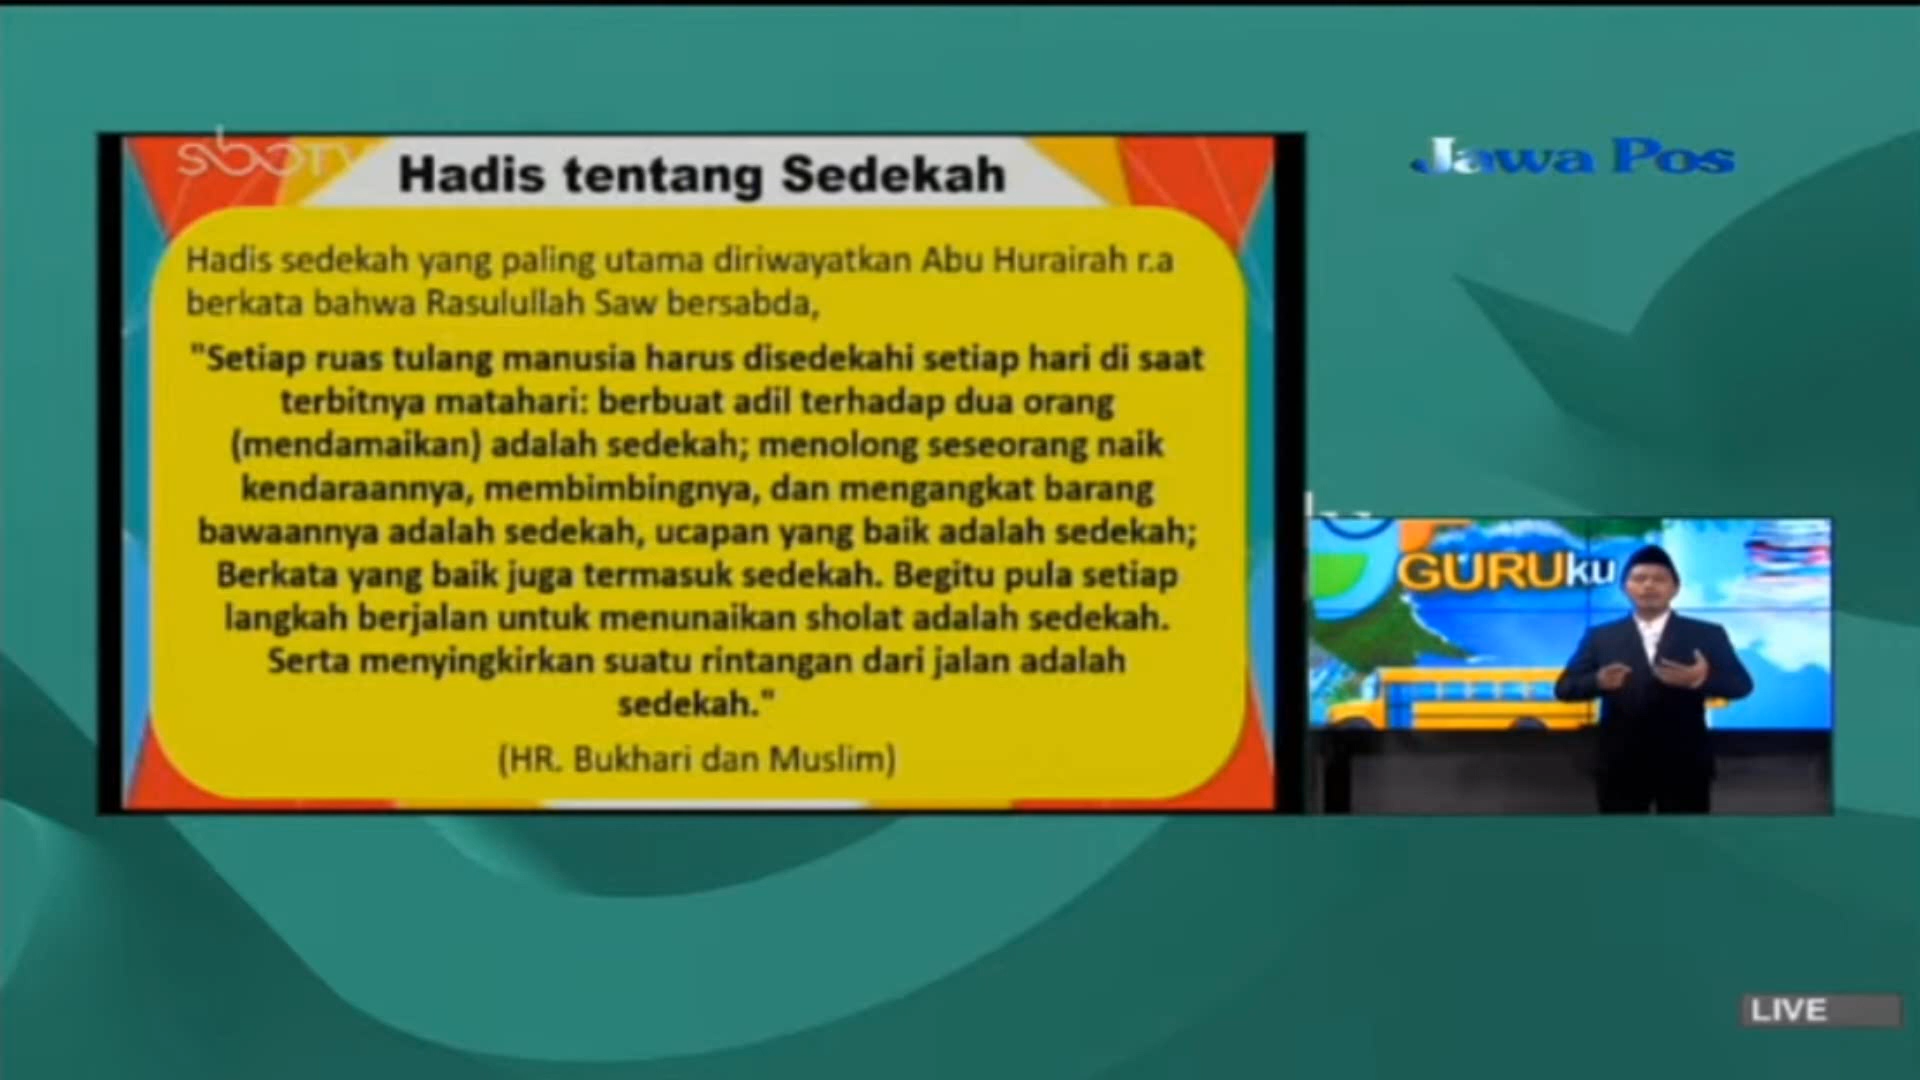 sboTV
Hadis tentang Sedekah
Jawa Pos
Hadis sedekah yang paling utama diriwayatkan Abu Hurairah r.a
berkata bahwa Rasulullah Saw bersabda,
"Setiap ruas tulang manusia harus disedekahi setiap hari di saat
terbitnya matahari: berbuat adil terhadap dua orang
(mendamaikan) adalah sedekah; menolong seseorang naik
kendaraannya, membimbingnya, dan mengangkat barang
bawaannya adalah sedekah, ucapan yang baik adalah sedekah;
Berkata yang baik juga termasuk sedekah. Begitu pula setiap
langkah berjalan untuk menunaikan sholat adalah sedekah.
Serta menyingkirkan suatu rintangan dari jalan adalah
sedekah."
(HR. Bukhari dan Muslim)
GURUku
LIVE